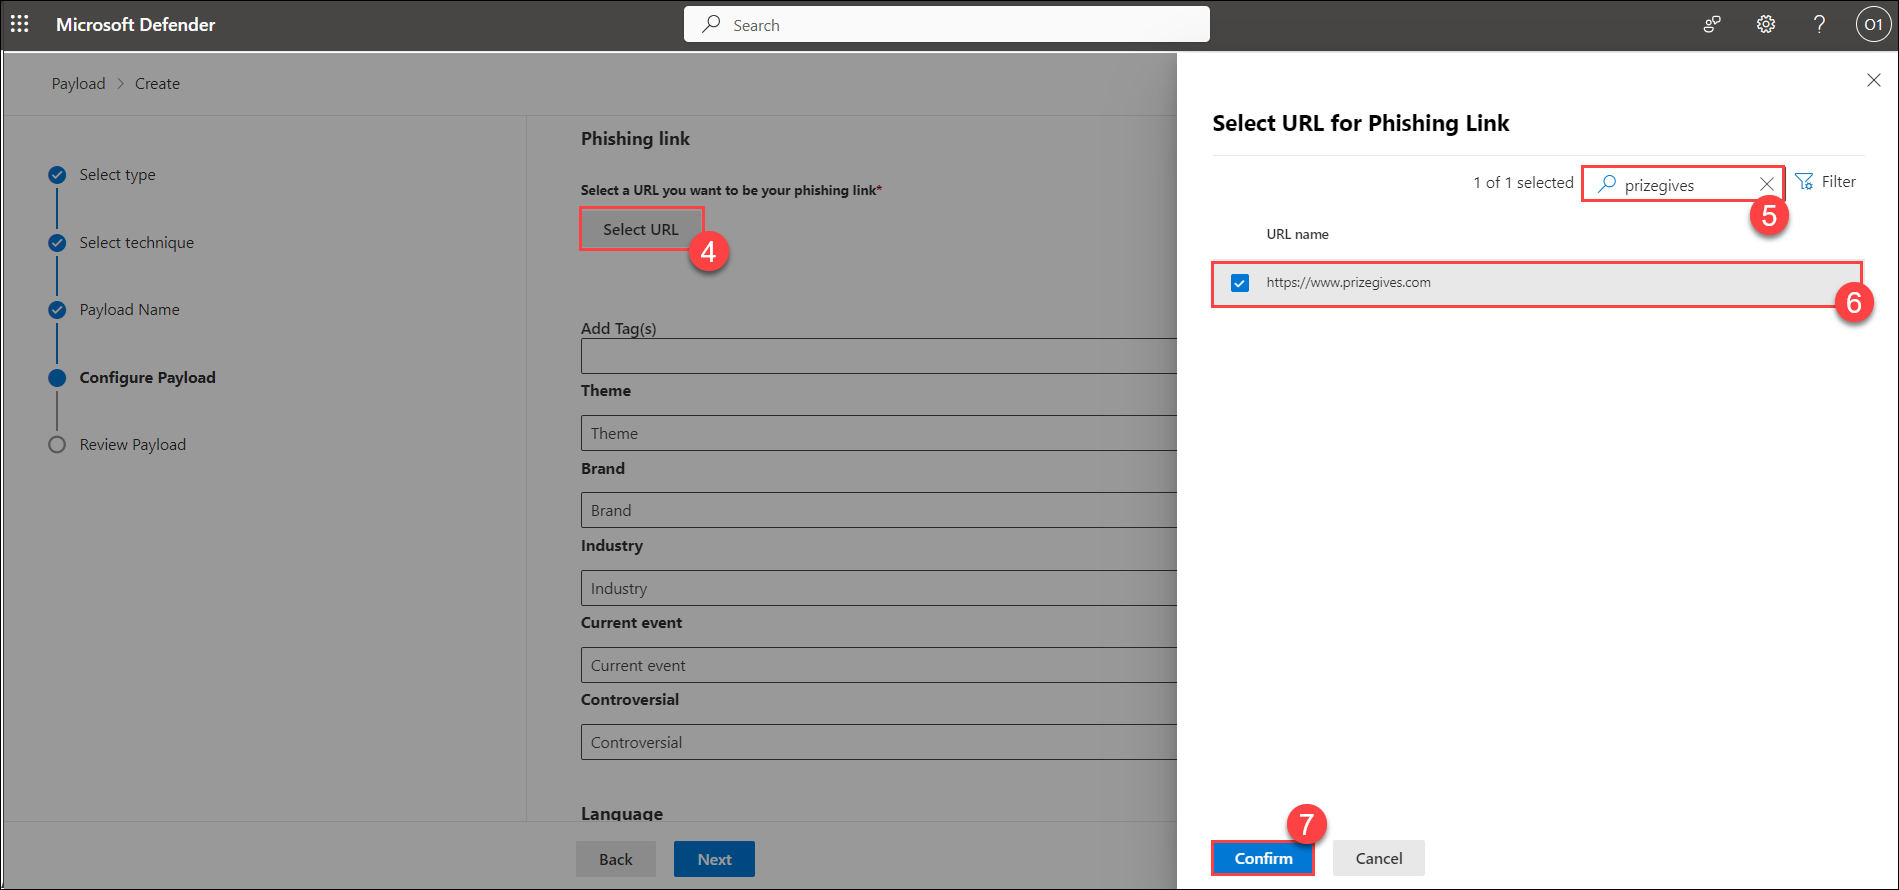 Microsoft Defender
Search
O1
Payload > Create
Select type
Select technique
Payload Name
Configure Payload
Review Payload
Phishing link
Select a URL you want to be your phishing link*
Select URL
4
Add Tag(s)
Theme
Theme
Brand
Brand
Industry
Industry
Current event
Current event
Controversial
Controversial
Language
Back
Next
Select URL for Phishing Link
1 of 1 selected
prizegives
Filter
5
URL name
https://www.prizegives.com
6
7
Confirm
Cancel